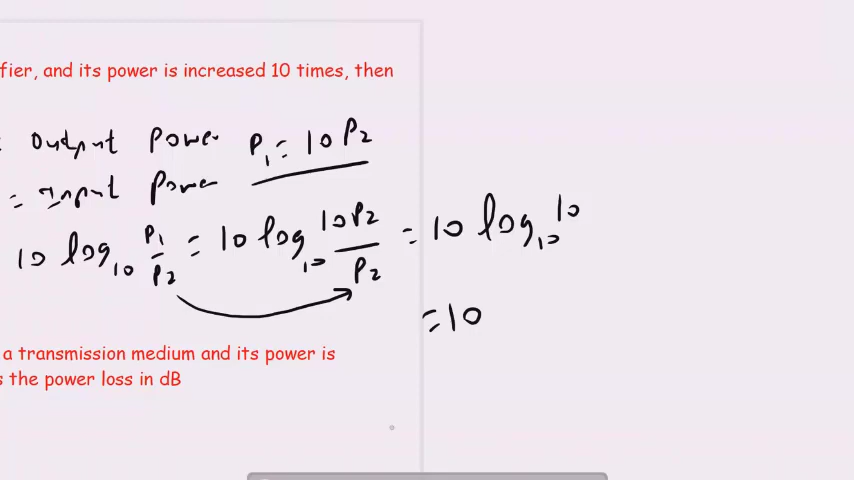 fier, and its power is increased 10 times, then
output power P₁ = 10 P₂
= Input Power
10 log₁₀ P₁/P₂ = 10 log₁₀ 10P₂/P₂ = 10 log₁₀ 10
= 10
a transmission medium and its power is
s the power loss in dB